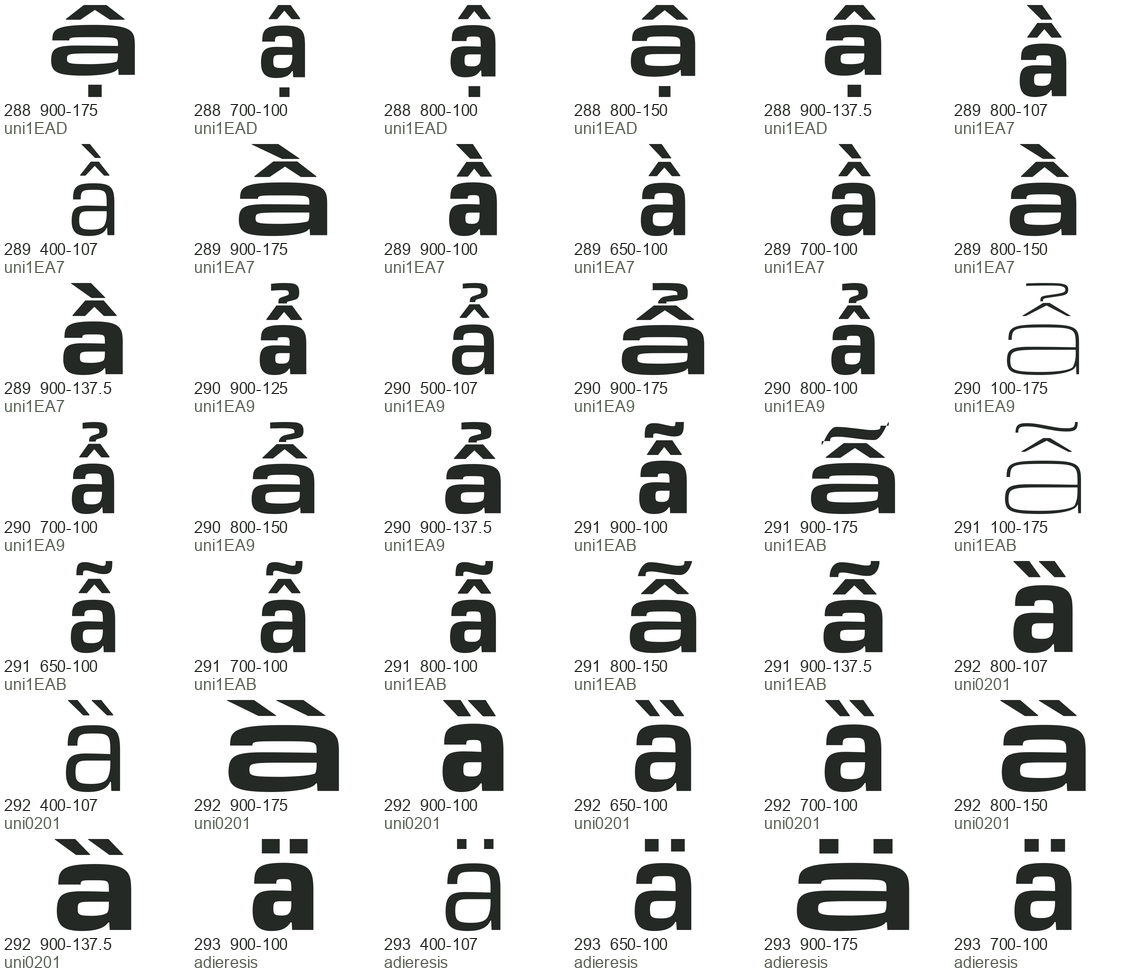 ậ ậ ậ ậ ậ ầ
288 900-175 288 700-100 288 800-100 288 800-150 288 900-137.5 289 800-107
uni1EAD uni1EAD uni1EAD uni1EAD uni1EAD uni1EA7
ầ ầ ầ ầ ầ ầ
289 400-107 289 900-175 289 900-100 289 650-100 289 700-100 289 800-150
uni1EA7 uni1EA7 uni1EA7 uni1EA7 uni1EA7 uni1EA7
ầ ẩ ẩ ẩ ẩ ẩ
289 900-137.5 290 900-125 290 500-107 290 900-175 290 800-100 290 100-175
uni1EA7 uni1EA9 uni1EA9 uni1EA9 uni1EA9 uni1EA9
ẩ ẩ ẩ ẫ ẫ ẫ
290 700-100 290 800-150 290 900-137.5 291 900-100 291 900-175 291 100-175
uni1EA9 uni1EA9 uni1EA9 uni1EAB uni1EAB uni1EAB
ẫ ẫ ẫ ẫ ẫ ȁ
291 650-100 291 700-100 291 800-100 291 800-150 291 900-137.5 292 800-107
uni1EAB uni1EAB uni1EAB uni1EAB uni1EAB uni0201
ȁ ȁ ȁ ȁ ȁ ȁ
292 400-107 292 900-175 292 900-100 292 650-100 292 700-100 292 800-150
uni0201 uni0201 uni0201 uni0201 uni0201 uni0201
ȁ ä ä ä ä ä
292 900-137.5 293 900-100 293 400-107 293 650-100 293 900-175 293 700-100
uni0201 adieresis adieresis adieresis adieresis adieresis